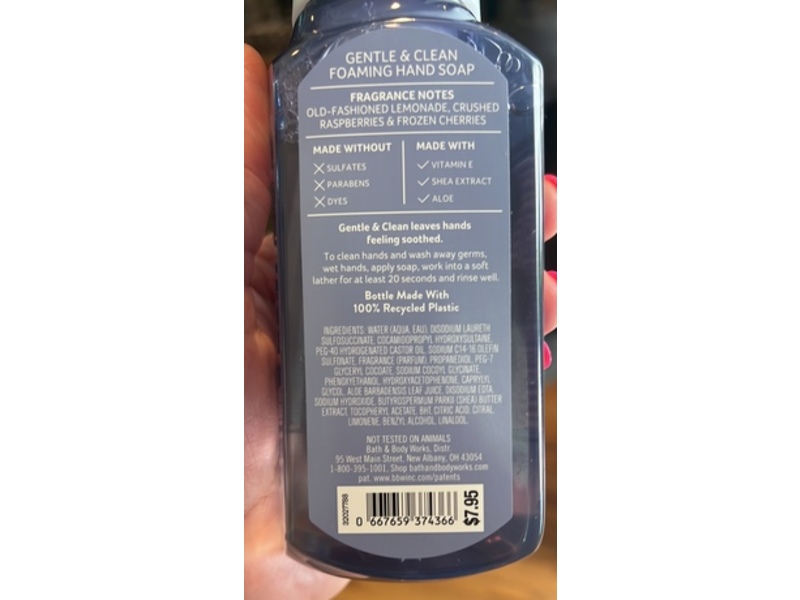 GENTLE & CLEAN
FOAMING HAND SOAP
FRAGRANCE NOTES
OLD-FASHIONED LEMONADE, CRUSHED
RASPBERRIES & FROZEN CHERRIES
MADE WITHOUT
SULFATES
PARABENS
DYES
MADE WITH
VITAMIN E
SHEA EXTRACT
ALOE
Gentle & Clean leaves hands
feeling soothed.
To clean hands and wash away germs,
wet hands, apply soap, work into a soft
lather for at least 20 seconds and rinse well.
Bottle Made With
100% Recycled Plastic
INGREDIENTS: WATER (AQUA, EAU), DISODIUM LAURETH
SULFOSUCCINATE, COCAMIDOPROPYL HYDROXYSULTAINE,
PEG-40 HYDROGENATED CASTOR OIL, SODIUM C14-16 OLEFIN
SULFONATE, FRAGRANCE (PARFUM), PROPANEDIOL, PEG-7
GLYCERYL COCOATE, SODIUM COCOYL GLYCINATE,
PHENOXYETHANOL, HYDROXYACETOPHENONE, CAPRYLYL
GLYCOL, ALOE BARBADENSIS LEAF JUICE, DISODIUM EDTA,
SODIUM HYDROXIDE, BUTYROSPERMUM PARKII (SHEA) BUTTER
EXTRACT, TOCOPHERYL ACETATE, BHT, CITRIC ACID, CITRAL,
LIMONENE, BENZYL ALCOHOL, LINALOOL.
NOT TESTED ON ANIMALS
Bath & Body Works, Distr.
95 West Main Street, New Albany, OH 43054
1-800-395-1001, Shop bathandbodyworks.com
pat. www.bbwinc.com/patents
32027788
0 667659 374366
$7.95